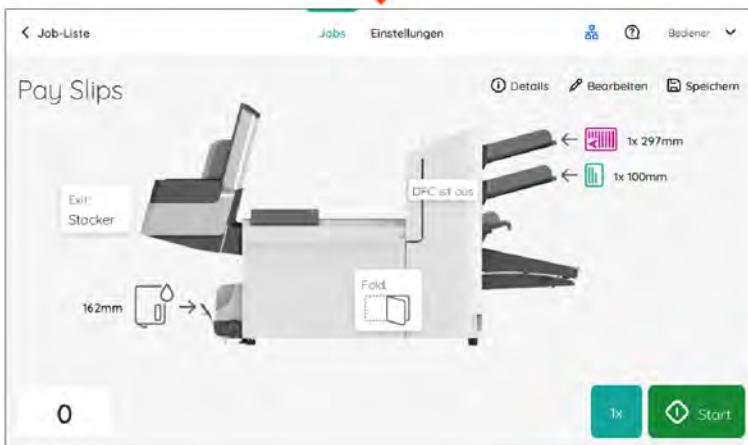 Job-Liste
Jobs Einstellungen
Bediener
Pay Slips
Details Bearbeiten Speichern
1x 297mm
DFC ist aus
1x 100mm
Exit:
Stacker
Fold:
162mm
0
1x Start